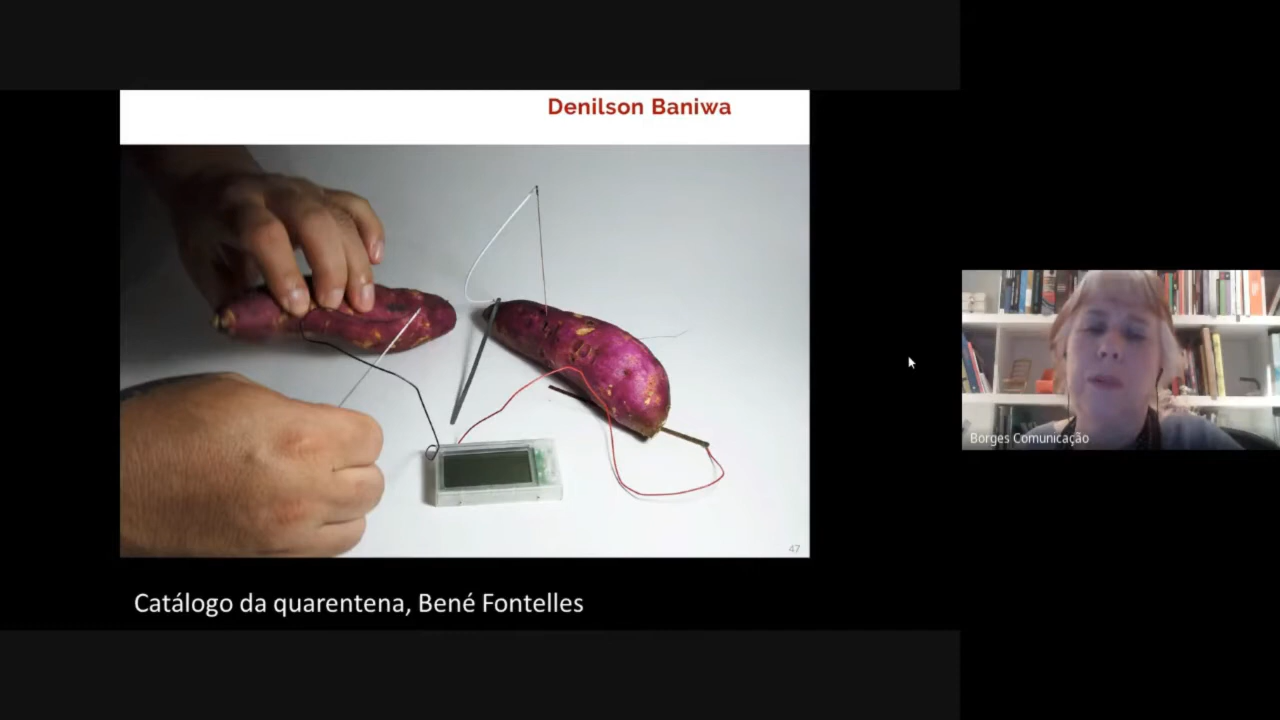 Denilson Baniwa
47
Catálogo da quarentena, Bené Fontelles
Borges Comunicação